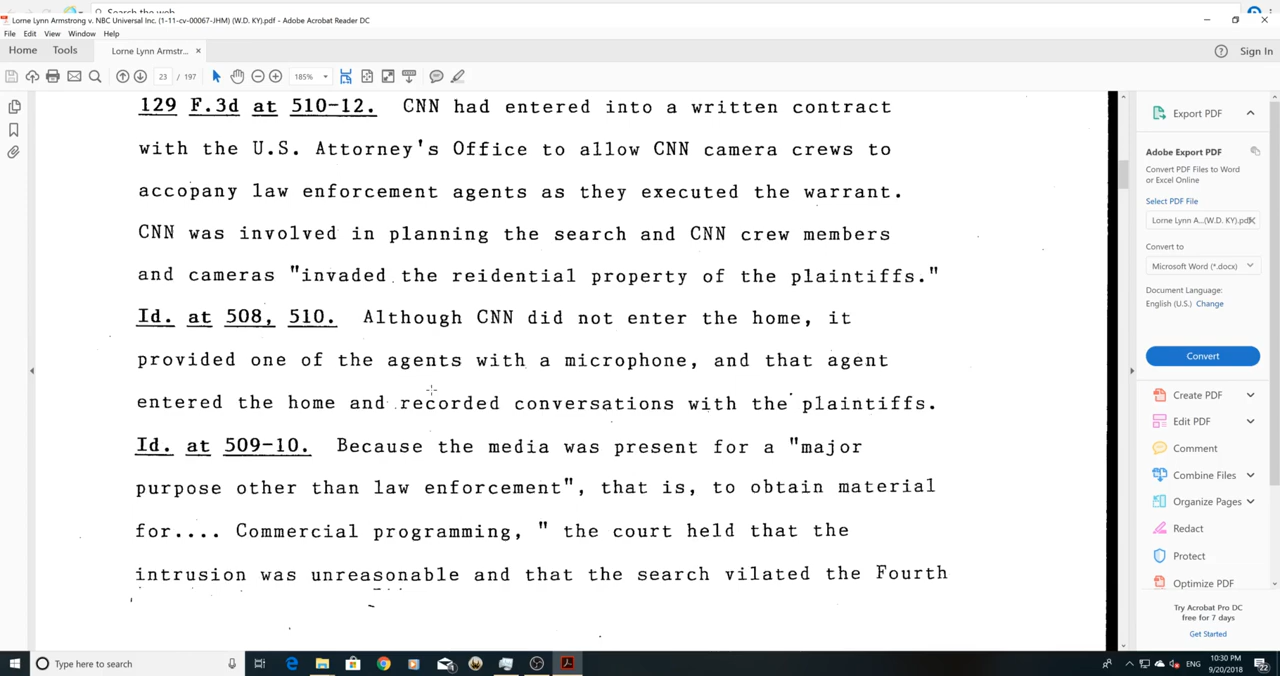 Search the web
Lorne Lynn Armstrong v. NBC Universal Inc. (1-11-cv-00067-JHM) (W.D. KY).pdf - Adobe Acrobat Reader DC
File Edit View Window Help
Home Tools Lorne Lynn Armstr... ×
Sign In
23 / 197 185%
129 F.3d at 510-12. CNN had entered into a written contract
with the U.S. Attorney's Office to allow CNN camera crews to
accopany law enforcement agents as they executed the warrant.
CNN was involved in planning the search and CNN crew members
and cameras "invaded the reidential property of the plaintiffs."
Id. at 508, 510. Although CNN did not enter the home, it
provided one of the agents with a microphone, and that agent
entered the home and recorded conversations with the plaintiffs.
Id. at 509-10. Because the media was present for a "major
purpose other than law enforcement", that is, to obtain material
for.... Commercial programming, " the court held that the
intrusion was unreasonable and that the search vilated the Fourth
Export PDF
Adobe Export PDF
Convert PDF Files to Word
or Excel Online
Select PDF File
Lorne Lynn A...(W.D. KY).pdf
Convert to
Microsoft Word (*.docx)
Document Language:
English (U.S.) Change
Convert
Create PDF
Edit PDF
Comment
Combine Files
Organize Pages
Redact
Protect
Optimize PDF
Try Acrobat Pro DC
free for 7 days
Get Started
Type here to search
ENG
10:30 PM
9/20/2018
22